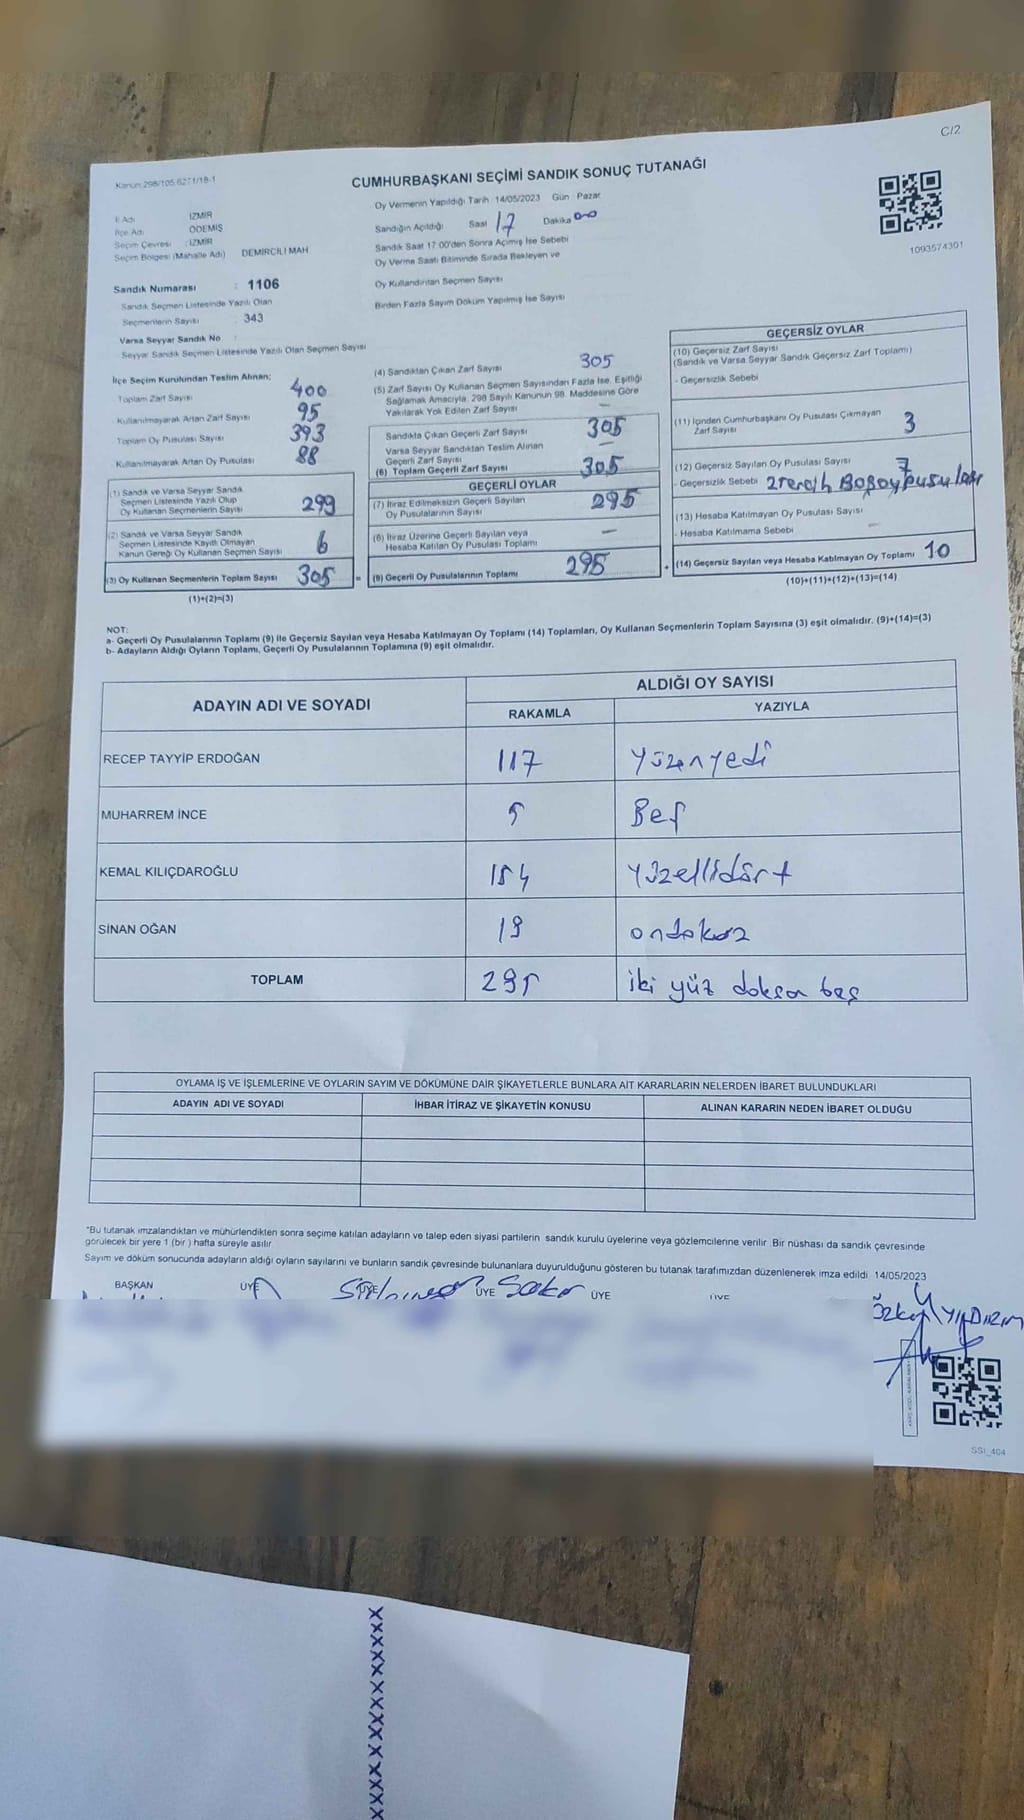 C/2
CUMHURBAŞKANI SEÇİMİ SANDIK SONUÇ TUTANAĞI
İl Adı İZMİR
İlçe Adı ÖDEMİŞ
Seçim Çevresi : İZMİR
Seçim Bölgesi (Mahalle Adı) DEMİRCİLİ MAH
Sandık Numarası : 1106
Sandık Seçmen Listesinde Yazılı Olan
Seçmenlerin Sayısı : 343
Varsa Seyyar Sandık No :
Seyyar Sandık Seçmen Listesinde Yazılı Olan Seçmen Sayısı
Oy Vermenin Yapıldığı Tarih 14/05/2023 Gün Pazar
Sandığın Açıldığı Saat 17 Dakika 00
Sandık Saat 17:00'den Sonra Açılmış İse Sebebi
Oy Verme Saati Bitiminde Sırada Bekleyen ve
Oy Kullandırılan Seçmen Sayısı
Birden Fazla Sayım Döküm Yapılmış İse Sayısı
1093574301
İlçe Seçim Kurulundan Teslim Alınan;
Toplam Zarf Sayısı 400
Kullanılmayarak Artan Zarf Sayısı 95
Toplam Oy Pusulası Sayısı 393
Kullanılmayarak Artan Oy Pusulası 88
(1) Sandık ve Varsa Seyyar Sandık
Seçmen Listesinde Yazılı Olup
Oy Kullanan Seçmenlerin Sayısı 299
(2) Sandık ve Varsa Seyyar Sandık
Seçmen Listesinde Kayıtlı Olmayan
Kanun Gereği Oy Kullanan Seçmen Sayısı 6
(3) Oy Kullanan Seçmenlerin Toplam Sayısı 305 =
(1)+(2)=(3)
(4) Sandıktan Çıkan Zarf Sayısı 305
(5) Zarf Sayısı Oy Kullanan Seçmen Sayısından Fazla İse, Eşitliği
Sağlamak Amacıyla, 298 Sayılı Kanunun 98. Maddesine Göre
Yakılarak Yok Edilen Zarf Sayısı –
Sandıkta Çıkan Geçerli Zarf Sayısı 305
Varsa Seyyar Sandıktan Teslim Alınan
Geçerli Zarf Sayısı –
(6) Toplam Geçerli Zarf Sayısı 305
GEÇERLİ OYLAR
(7) İtiraz Edilmeksizin Geçerli Sayılan
Oy Pusulalarının Sayısı 295
(8) İtiraz Üzerine Geçerli Sayılan veya
Hesaba Katılan Oy Pusulası Toplamı –
(9) Geçerli Oy Pusulalarının Toplamı 295 +
GEÇERSİZ OYLAR
(10) Geçersiz Zarf Sayısı
(Sandık ve Varsa Seyyar Sandık Geçersiz Zarf Toplamı)
- Geçersizlik Sebebi
(11) İçinden Cumhurbaşkanı Oy Pusulası Çıkmayan
Zarf Sayısı 3
(12) Geçersiz Sayılan Oy Pusulası Sayısı 7
- Geçersizlik Sebebi 2 Tercih Boş oy pusulası
(13) Hesaba Katılmayan Oy Pusulası Sayısı
- Hesaba Katılmama Sebebi –
(14) Geçersiz Sayılan veya Hesaba Katılmayan Oy Toplamı 10
(10)+(11)+(12)+(13)=(14)
NOT:
a- Geçerli Oy Pusulalarının Toplamı (9) ile Geçersiz Sayılan veya Hesaba Katılmayan Oy Toplamı (14) Toplamları, Oy Kullanan Seçmenlerin Toplam Sayısına (3) eşit olmalıdır. (9)+(14)=(3)
b- Adayların Aldığı Oyların Toplamı, Geçerli Oy Pusulalarının Toplamına (9) eşit olmalıdır.
ADAYIN ADI VE SOYADI ALDIĞI OY SAYISI
RAKAMLA YAZIYLA
RECEP TAYYİP ERDOĞAN 117 yüzonyedi
MUHARREM İNCE 5 Beş
KEMAL KILIÇDAROĞLU 154 yüzellidört
SİNAN OĞAN 19 ondokuz
TOPLAM 295 iki yüz doksan beş
OYLAMA İŞ VE İŞLEMLERİNE VE OYLARIN SAYIM VE DÖKÜMÜNE DAİR ŞİKAYETLERLE BUNLARA AİT KARARLARIN NELERDEN İBARET BULUNDUKLARI
ADAYIN ADI VE SOYADI İHBAR İTİRAZ VE ŞİKAYETİN KONUSU ALINAN KARARIN NEDEN İBARET OLDUĞU
"Bu tutanak imzalandıktan ve mühürlendikten sonra seçime katılan adayların ve talep eden siyasi partilerin sandık kurulu üyelerine veya gözlemcilerine verilir. Bir nüshası da sandık çevresinde
görülecek bir yere 1 (bir) hafta süreyle asılır
Sayım ve döküm sonucunda adayların aldığı oyların sayılarını ve bunların sandık çevresinde bulunanlara duyurulduğunu gösteren bu tutanak tarafımızdan düzenlenerek imza edildi 14/05/2023
BAŞKAN ÜYE ÜYE ÜYE ÜYE ÜYE
YILDIRIM
SSI_404
XXXXXXXXXXXXXXXX